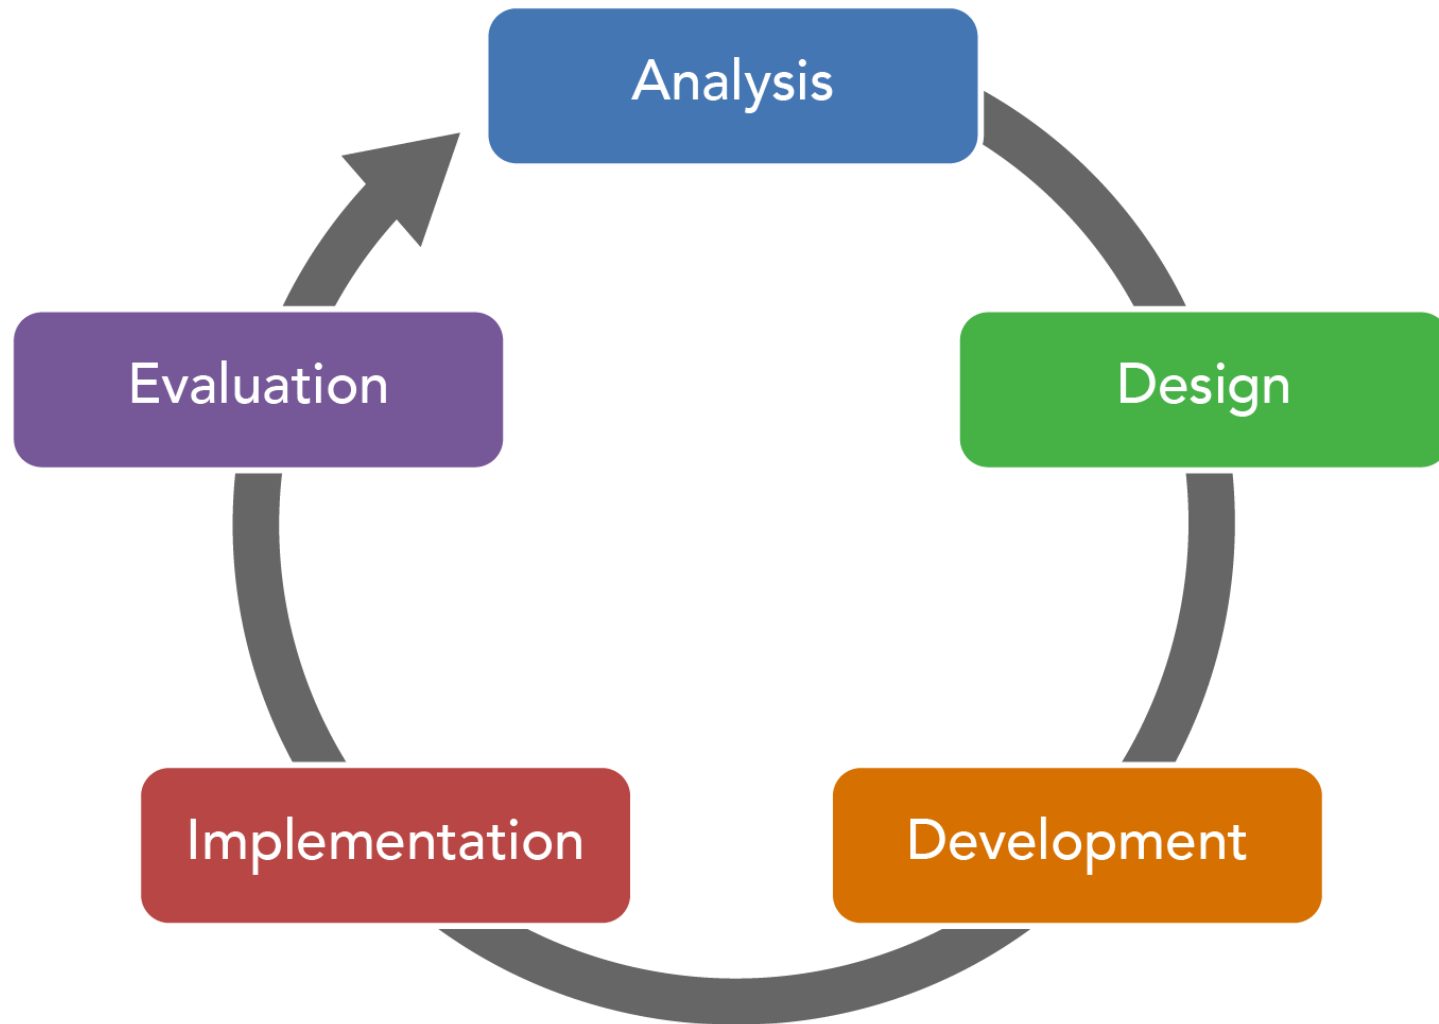 Analysis
Design
Development
Implementation
Evaluation